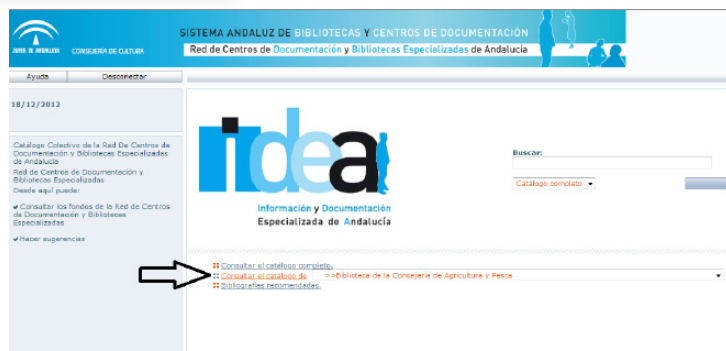 SISTEMA ANDALUZ DE BIBLIOTECAS Y CENTROS DE DOCUMENTACIÓN
JUNTA DE ANDALUCIA CONSEJERÍA DE CULTURA
Red de Centros de Documentación y Bibliotecas Especializadas de Andalucía
Ayuda Desconectar
18/12/2012
Catálogo Colectivo de la Red De Centros de
Documentación y Bibliotecas Especializadas
de Andalucía
Red de Centros de Documentación y
Bibliotecas Especializadas
Desde aquí puede:
Consultar los fondos de la Red de Centros
de Documentación y Bibliotecas
Especializadas
Hacer sugerencias
idea
Información y Documentación
Especializada de Andalucía
Buscar:
Catálogo completo
Consultar el catálogo completo.
Consultar el catálogo de >>Biblioteca de la Consejería de Agricultura y Pesca
Bibliografías recomendadas.